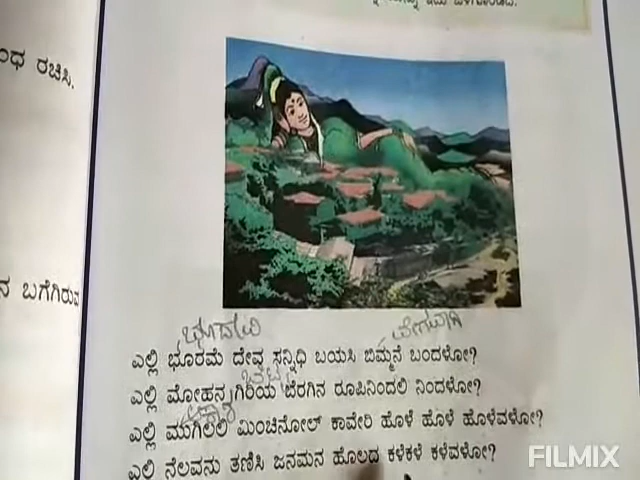 ಂಧ ರಚಿಸಿ.
ನ ಬಗೆಗಿರುವ
ಭೂದೇವಿ ವೇಗವಾಗಿ
ಎಲ್ಲಿ ಭೂರಮೆ ದೇವ ಸನ್ನಿಧಿ ಬಯಸಿ ಬಿಮ್ಮನೆ ಬಂದಳೋ?
ಬೆಟ್ಟ
ಎಲ್ಲಿ ಮೋಹನ ಗಿರಿಯ ಬೆರಗಿನ ರೂಪಿನಿಂದಲಿ ನಿಂದಳೋ?
ಎಲ್ಲಿ ಮುಗಿಲಲಿ ಮಿಂಚಿನೋಲ್ ಕಾವೇರಿ ಹೊಳೆ ಹೊಳೆ ಹೊಳೆವಳೋ?
ಎಲ್ಲಿ ನೆಲವನು ತಣಿಸಿ ಜನಮನ ಹೊಲದ ಕಳೆಕಳೆ ಕಳೆವಳೋ?
FILMIX